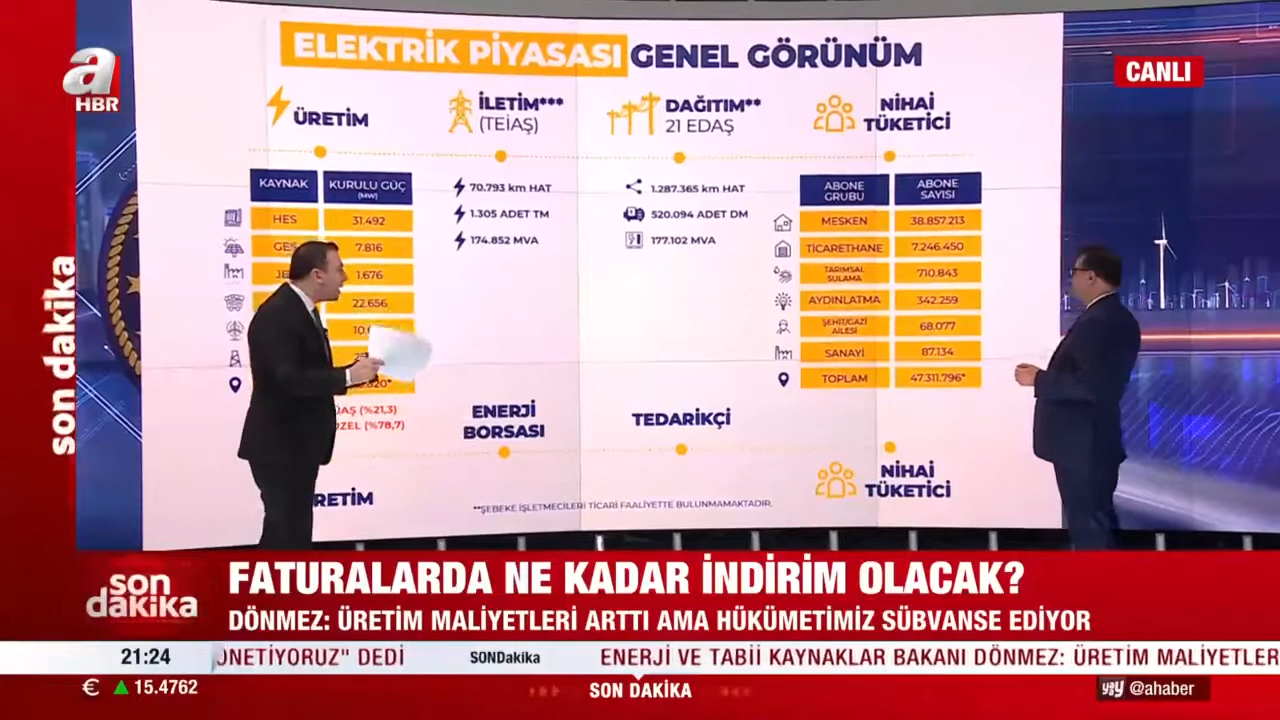 ELEKTRİK PİYASASI GENEL GÖRÜNÜM
a
HBR
CANLI
ÜRETİM
İLETİM***
(TEİAŞ)
DAĞITIM**
21 EDAŞ
NİHAİ
TÜKETİCİ
KAYNAK
KURULU GÜÇ
(MW)
HES
31.492
7.816
1.676
22.656
70.793 km HAT
1.305 ADET TM
174.852 MVA
1.287.365 km HAT
520.094 ADET DM
177.102 MVA
ABONE
GRUBU
ABONE
SAYISI
MESKEN
38.857.213
TİCARETHANE
7.246.450
TARIMSAL
SULAMA
710.843
AYDINLATMA
342.259
ŞEHİT/GAZİ
AİLESİ
68.077
SANAYİ
87.134
TOPLAM
47.311.796*
(%21,3)
(%78,7)
ENERJİ
BORSASI
TEDARİKÇİ
NİHAİ
TÜKETİCİ
**ŞEBEKE İŞLETMECİLERİ TİCARİ FAALİYETTE BULUNMAMAKTADIR.
son dakika
son
dakika
FATURALARDA NE KADAR İNDİRİM OLACAK?
DÖNMEZ: ÜRETİM MALİYETLERİ ARTTI AMA HÜKÜMETİMİZ SÜBVANSE EDİYOR
21:24
ÖNETİYORUZ" DEDİ
SONDakika
ENERJİ VE TABİİ KAYNAKLAR BAKANI DÖNMEZ: ÜRETİM MALİYETLER
€ ▲ 15.4762
SON DAKİKA
@ahaber